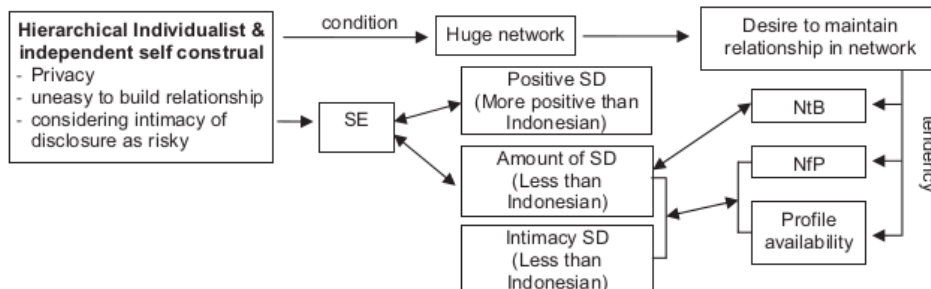 Hierarchical Individualist &
independent self construal
- Privacy
- uneasy to build relationship
- considering intimacy of
disclosure as risky
condition
Huge network
Desire to maintain
relationship in network
SE
Positive SD
(More positive than
Indonesian)
Amount of SD
(Less than
Indonesian)
Intimacy SD
(Less than
Indonesian)
NtB
NfP
Profile
availability
tendency